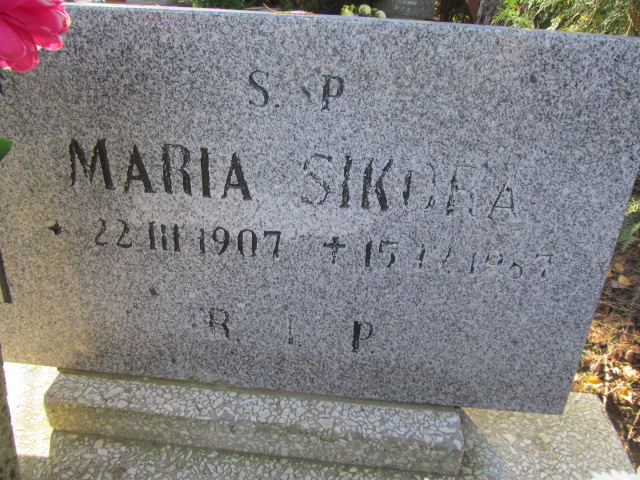 S. P
MARIA SIKORA
22 III 1907 + 15
R. I. P.